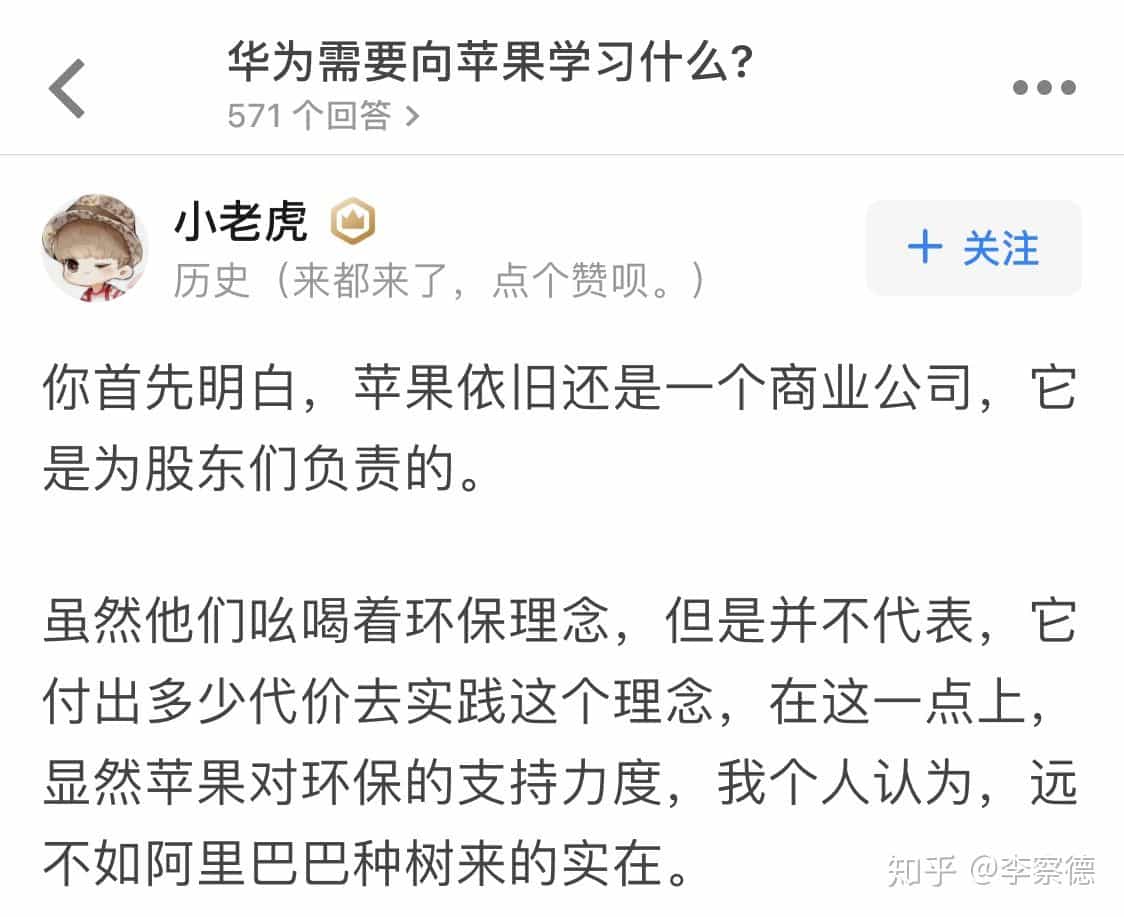 华为需要向苹果学习什么?
571 个回答 >
小老虎
历史（来都来了，点个赞呗。）
+ 关注
你首先明白，苹果依旧还是一个商业公司，它
是为股东们负责的。
虽然他们吆喝着环保理念，但是并不代表，它
付出多少代价去实践这个理念，在这一点上，
显然苹果对环保的支持力度，我个人认为，远
不如阿里巴巴种树来的实在。
知乎 @李察德